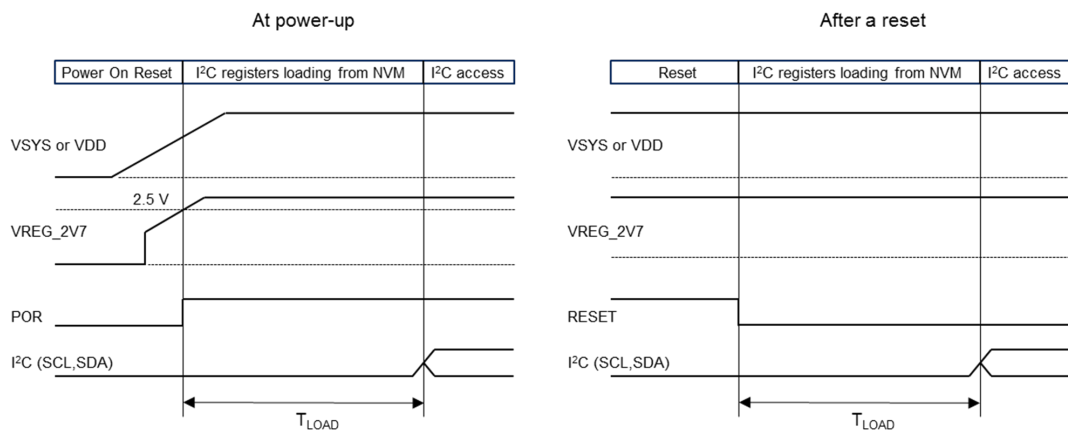 At power-up
After a reset
Power On Reset
I²C registers loading from NVM
I²C access
Reset
I²C registers loading from NVM
I²C access
VSYS or VDD
VSYS or VDD
2.5 V
VREG_2V7
VREG_2V7
POR
RESET
I²C (SCL,SDA)
I²C (SCL,SDA)
TLOAD
TLOAD